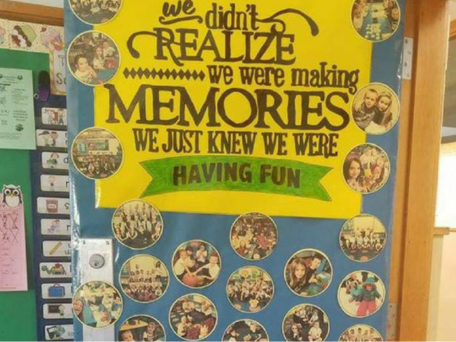 we didn't
REALIZE
we were making
MEMORIES
WE JUST KNEW WE WERE
HAVING FUN